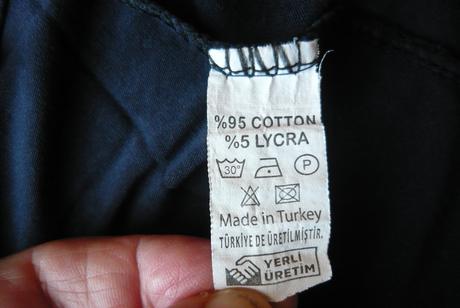 %95 COTTON
%5 LYCRA
30° P
Made in Turkey
TÜRKİYE DE ÜRETİLMİŞTİR.
YERLİ
ÜRETİM